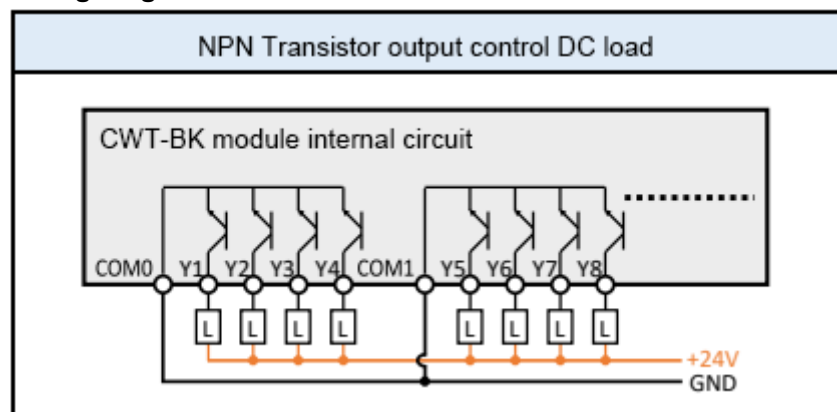 NPN Transistor output control DC load
CWT-BK module internal circuit
COM0 Y1 Y2 Y3 Y4 COM1 Y5 Y6 Y7 Y8
L L L L L L L L
+24V
GND